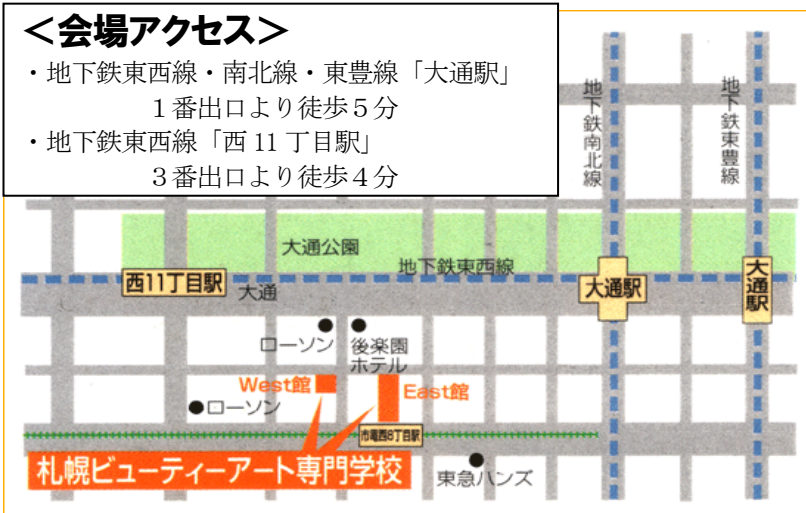 ＜会場アクセス＞
・地下鉄東西線・南北線・東豊線「大通駅」
１番出口より徒歩５分
・地下鉄東西線「西 11 丁目駅」
３番出口より徒歩４分
地下鉄南北線
地下鉄東豊線
大通公園
地下鉄東西線
西11丁目駅
大通
大通駅
大通駅
ローソン
後楽園
ホテル
West館
East館
ローソン
市電西8丁目駅
札幌ビューティーアート専門学校
東急ハンズ